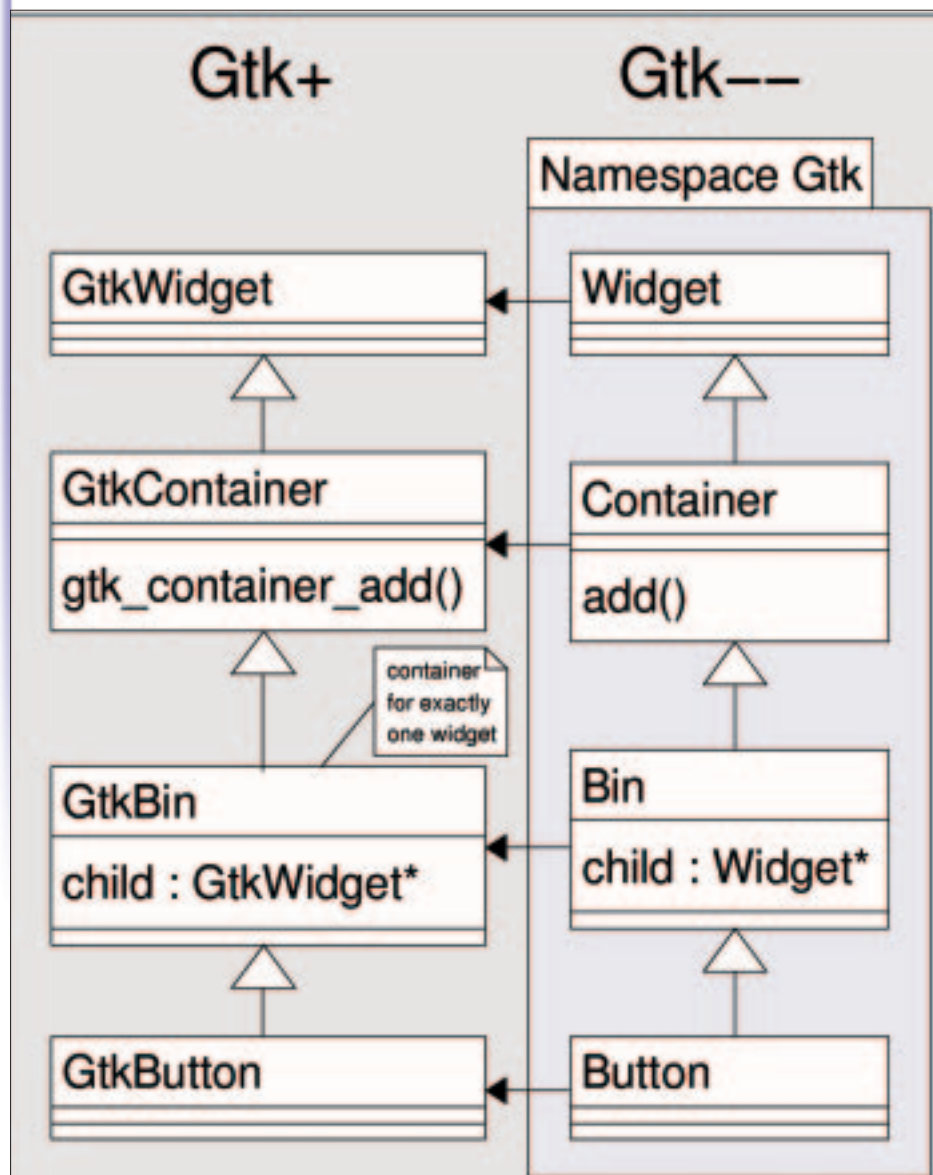 Gtk+
Gtk−−
Namespace Gtk
GtkWidget
Widget
GtkContainer
gtk_container_add()
Container
add()
container
for exactly
one widget
GtkBin
child : GtkWidget*
Bin
child : Widget*
GtkButton
Button